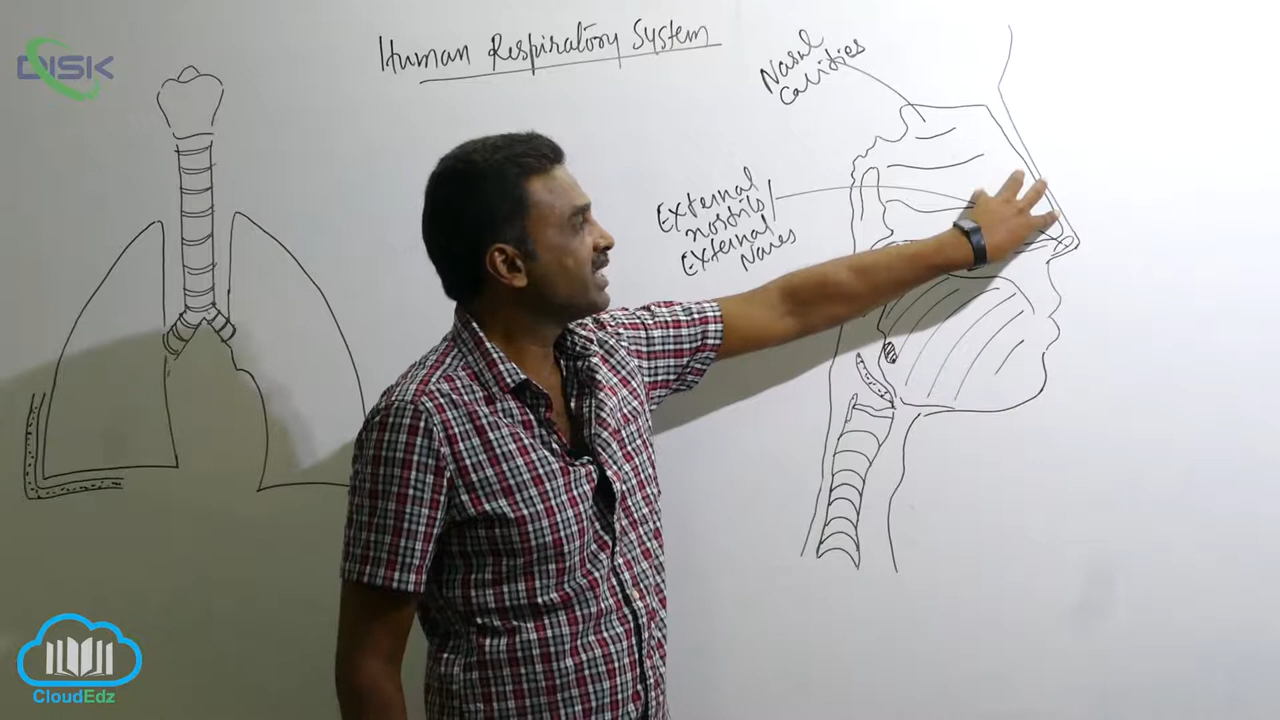 DISK
Human Respiratory System
Nasal
Cavities
External
nostrils/
External
Nares
CloudEdz